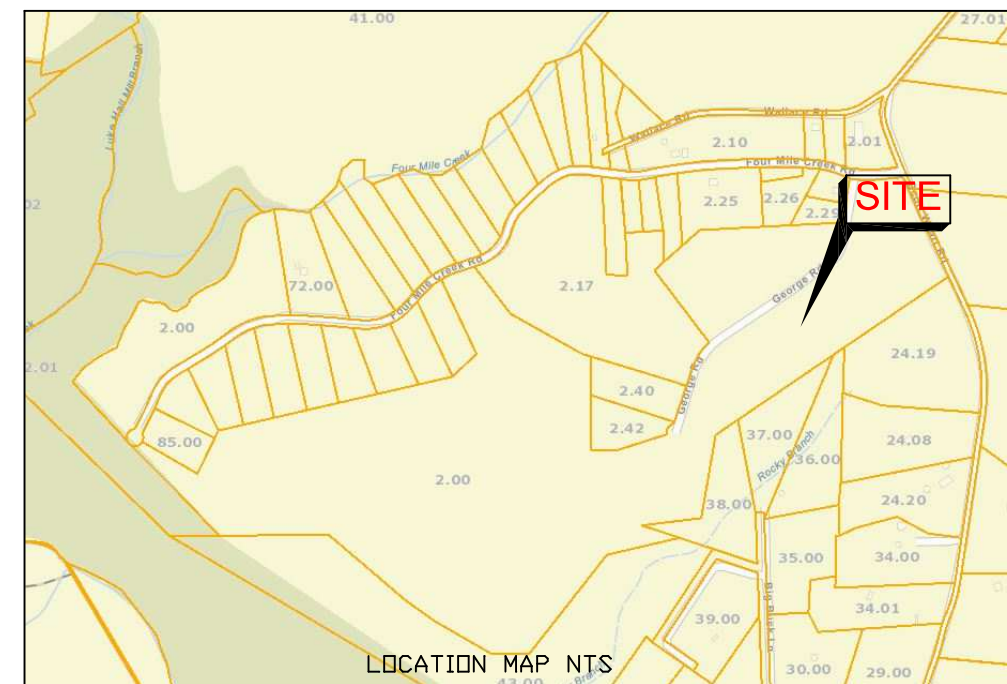 41.00
27.01
Luke Hall Mill Branch
Wallace Rd
Wallace Rd
2.10
2.01
Four Mile Creek
Four Mile Creek Rd
SITE
02
2.25
2.26
2.29
72.00
Four Mile Creek Rd
2.17
George Rd
2.00
2.01
24.19
2.40
George Rd
2.42
85.00
37.00
24.08
36.00
Rocky Branch
2.00
24.20
38.00
35.00
34.00
34.01
39.00
Big Buck Ln
30.00
29.00
LOCATION MAP NTS
43.00
Branch